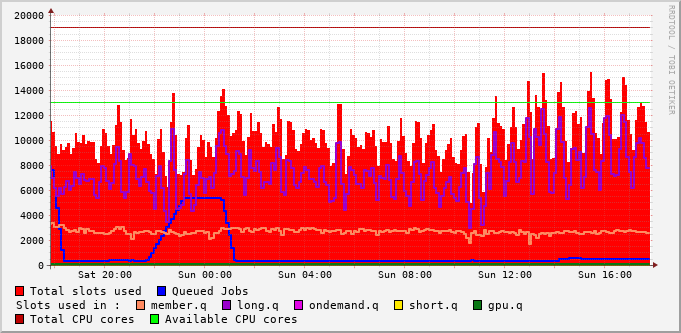 RRDTOOL / TOBI OETIKER
20000
18000
16000
14000
12000
10000
8000
6000
4000
2000
0
Sat 20:00 Sun 00:00 Sun 04:00 Sun 08:00 Sun 12:00 Sun 16:00
Total slots used Queued Jobs
Slots used in : member.q long.q ondemand.q short.q gpu.q
Total CPU cores Available CPU cores